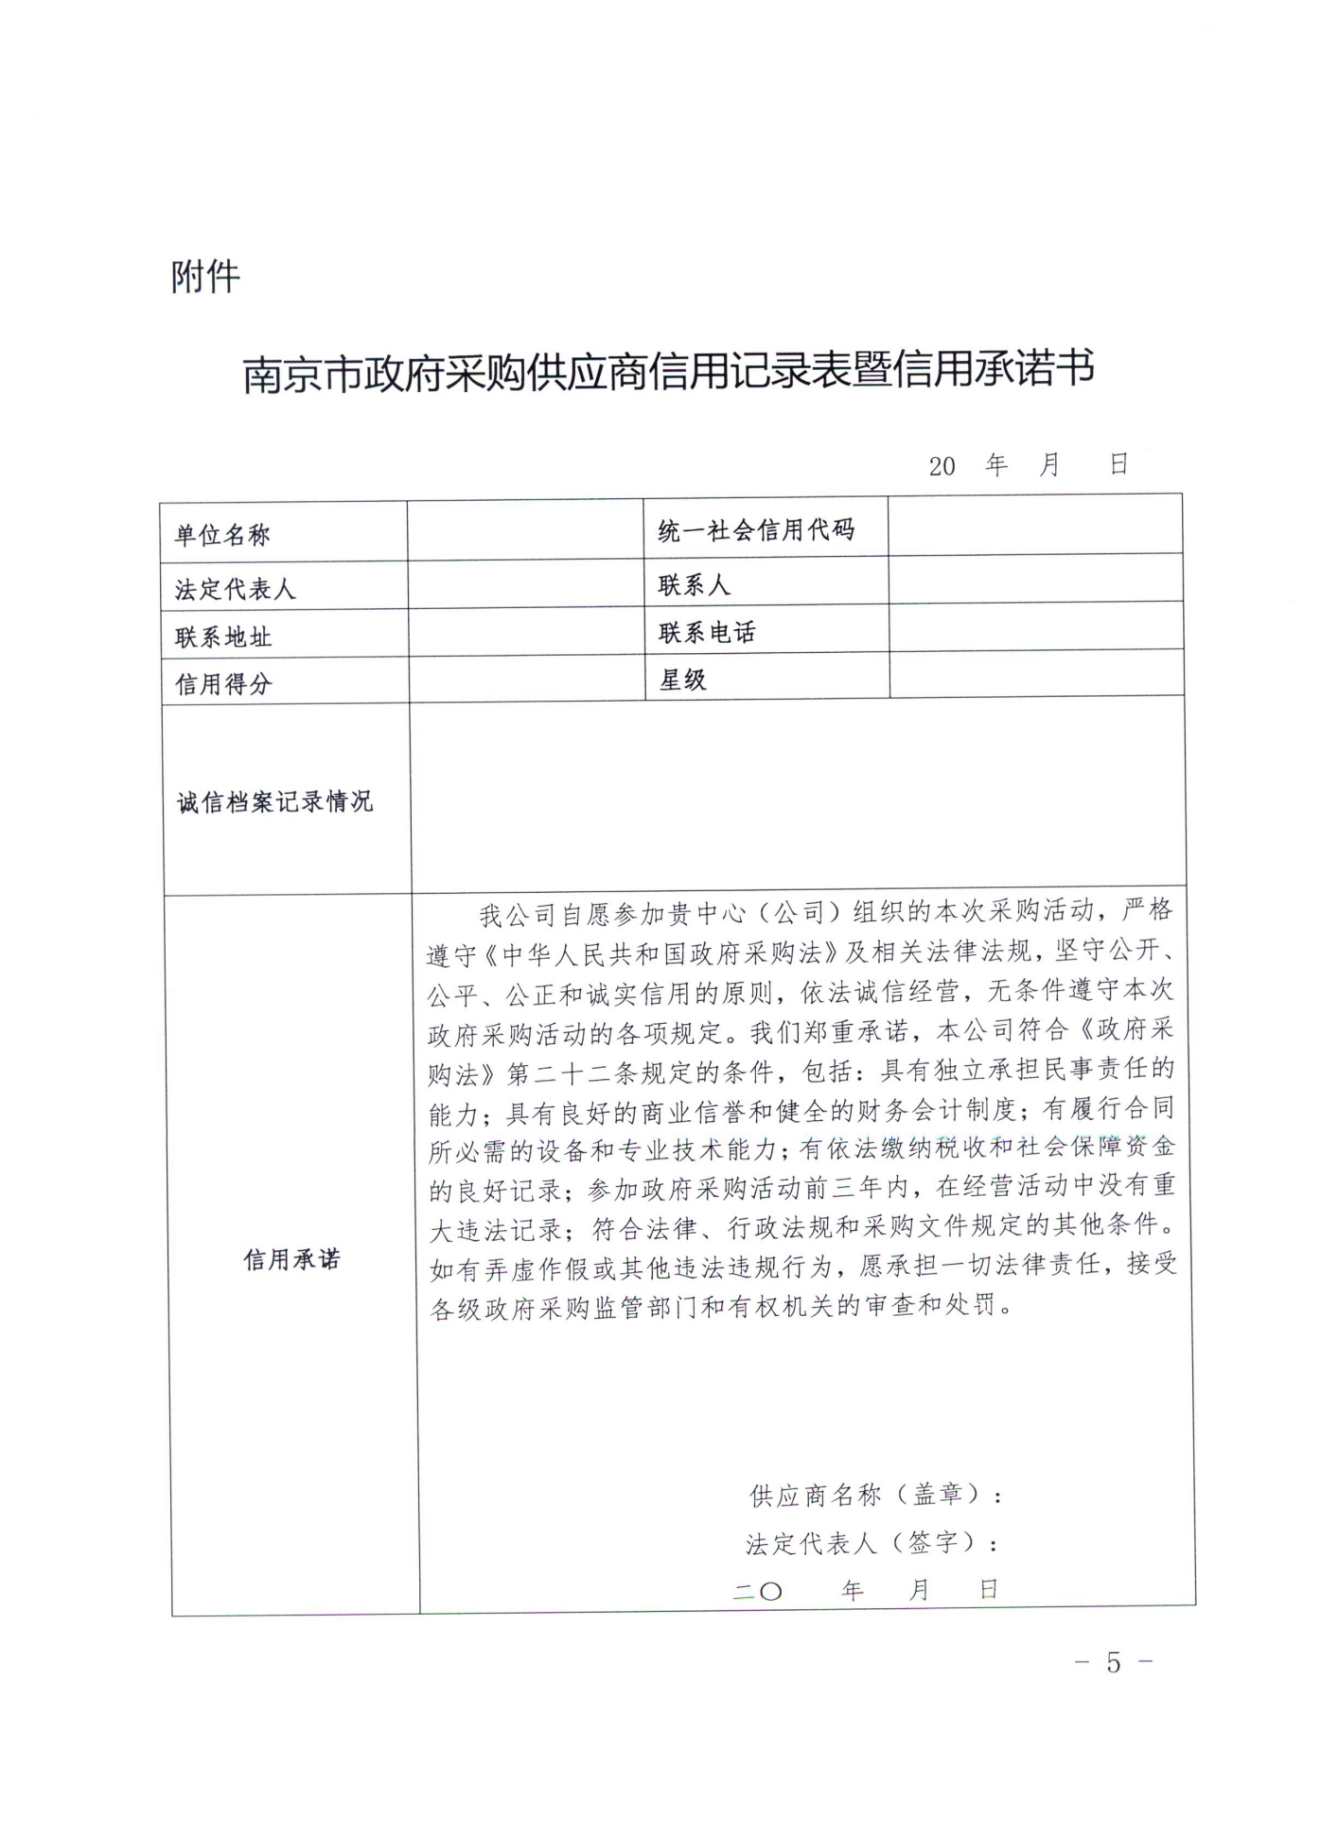 附件
南京市政府采购供应商信用记录表暨信用承诺书
20 年 月 日
单位名称 统一社会信用代码
法定代表人 联系人
联系地址 联系电话
信用得分 星级
诚信档案记录情况
信用承诺
我公司自愿参加贵中心（公司）组织的本次采购活动，严格
遵守《中华人民共和国政府采购法》及相关法律法规，坚守公开、
公平、公正和诚实信用的原则，依法诚信经营，无条件遵守本次
政府采购活动的各项规定。我们郑重承诺，本公司符合《政府采
购法》第二十二条规定的条件，包括：具有独立承担民事责任的
能力；具有良好的商业信誉和健全的财务会计制度；有履行合同
所必需的设备和专业技术能力；有依法缴纳税收和社会保障资金
的良好记录；参加政府采购活动前三年内，在经营活动中没有重
大违法记录；符合法律、行政法规和采购文件规定的其他条件。
如有弄虚作假或其他违法违规行为，愿承担一切法律责任，接受
各级政府采购监管部门和有权机关的审查和处罚。
供应商名称（盖章）：
法定代表人（签字）：
二〇 年 月 日
- 5 -